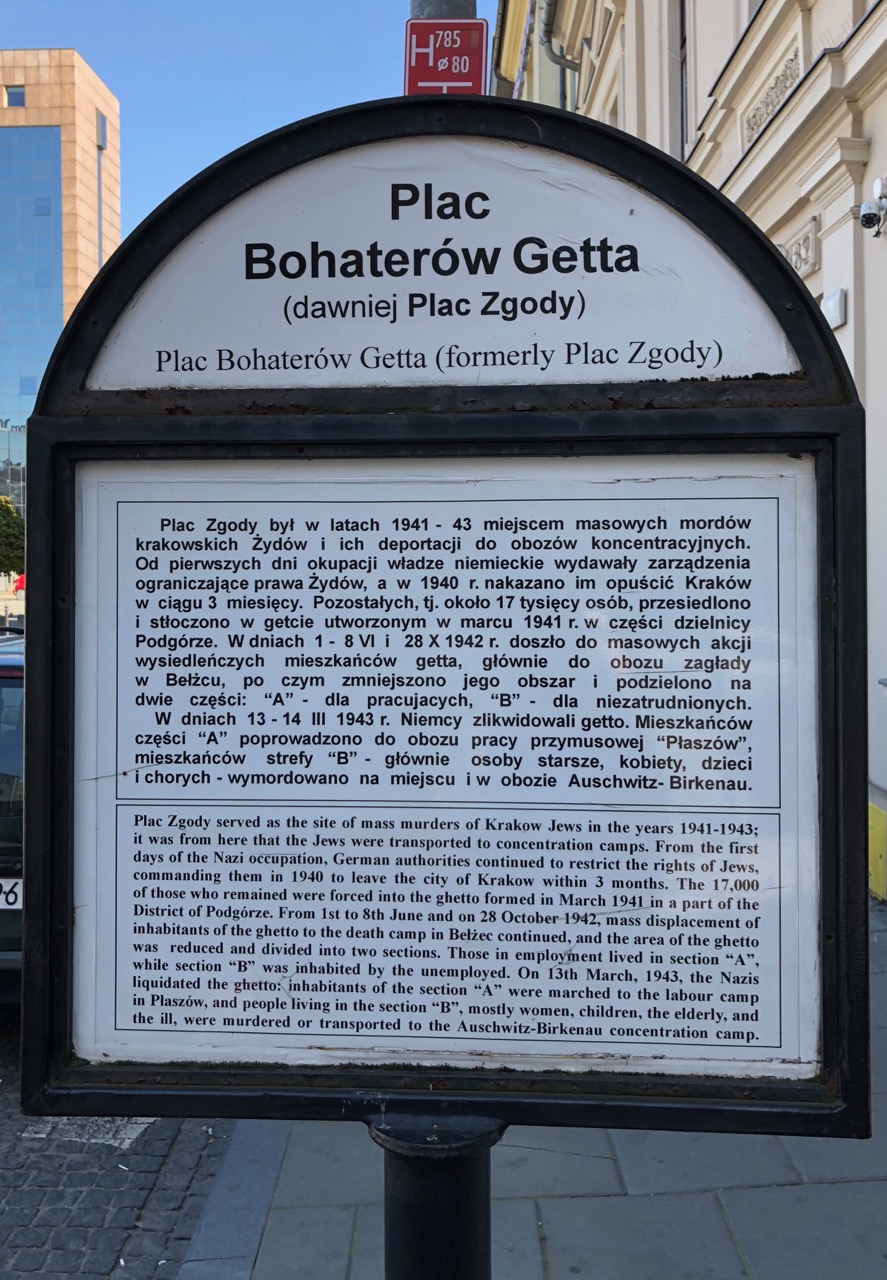 H 785
ø 80
Plac
Bohaterów Getta
(dawniej Plac Zgody)
Plac Bohaterów Getta (formerly Plac Zgody)
Plac Zgody był w latach 1941 - 43 miejscem masowych mordów
krakowskich Żydów i ich deportacji do obozów koncentracyjnych.
Od pierwszych dni okupacji władze niemieckie wydawały zarządzenia
ograniczające prawa Żydów, a w 1940 r. nakazano im opuścić Kraków
w ciągu 3 miesięcy. Pozostałych, tj. około 17 tysięcy osób, przesiedlono
i stłoczono w getcie utworzonym w marcu 1941 r. w części dzielnicy
Podgórze. W dniach 1 - 8 VI i 28 X 1942 r. doszło do masowych akcji
wysiedleńczych mieszkańców getta, głównie do obozu zagłady
w Bełżcu, po czym zmniejszono jego obszar i podzielono na
dwie części: “A” - dla pracujacych, “B” - dla niezatrudnionych.
W dniach 13 - 14 III 1943 r. Niemcy zlikwidowali getto. Mieszkańców
części “A” poprowadzono do obozu pracy przymusowej “Płaszów”,
mieszkańców strefy “B” - głównie osoby starsze, kobiety, dzieci
i chorych - wymordowano na miejscu i w obozie Auschwitz- Birkenau.
Plac Zgody served as the site of mass murders of Krakow Jews in the years 1941-1943;
it was from here that the Jews were transported to concentration camps. From the first
days of the Nazi occupation, German authorities continued to restrict the rights of Jews,
commanding them in 1940 to leave the city of Krakow within 3 months. The 17,000
of those who remained were forced into the ghetto formed in March 1941 in a part of the
District of Podgórze. From 1st to 8th June and on 28 October 1942, mass displacement of
inhabitants of the ghetto to the death camp in Bełżec continued, and the area of the ghetto
was reduced and divided into two sections. Those in employment lived in section “A”,
while section “B” was inhabited by the unemployed. On 13th March, 1943, the Nazis
liquidated the ghetto: inhabitants of the section “A” were marched to the labour camp
in Płaszów, and people living in the section “B”, mostly women, children, the elderly, and
the ill, were murdered or transported to the Auschwitz-Birkenau concentration camp.